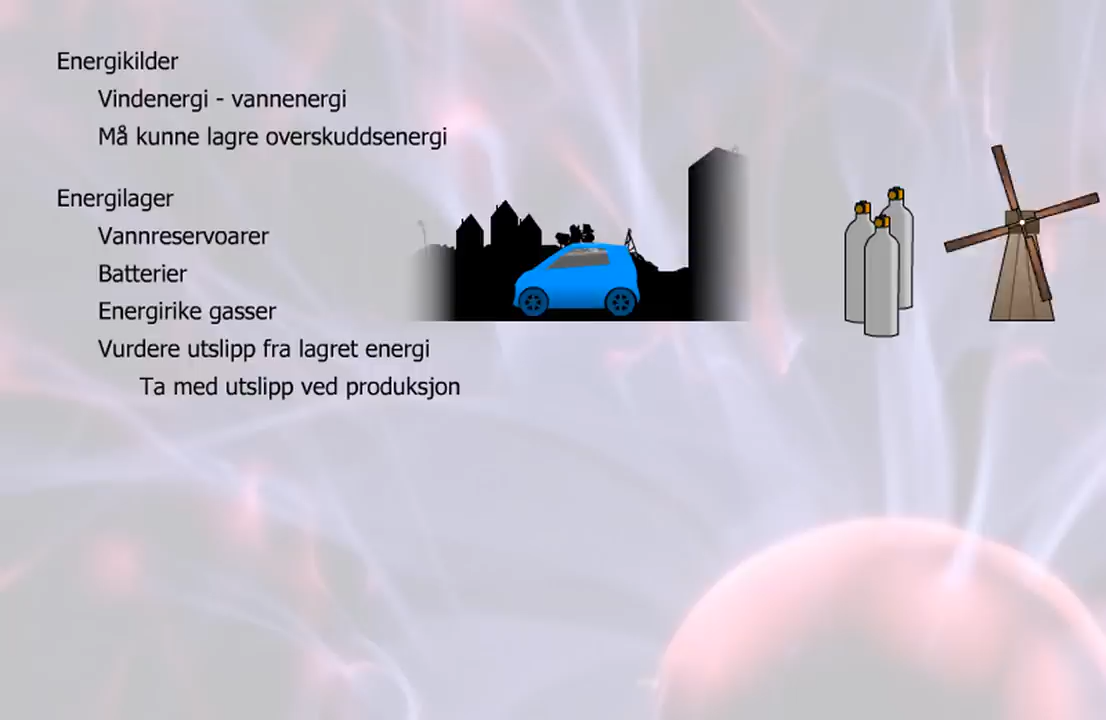 Energikilder
Vindenergi - vannenergi
Må kunne lagre overskuddsenergi
Energilager
Vannreservoarer
Batterier
Energirike gasser
Vurdere utslipp fra lagret energi
Ta med utslipp ved produksjon